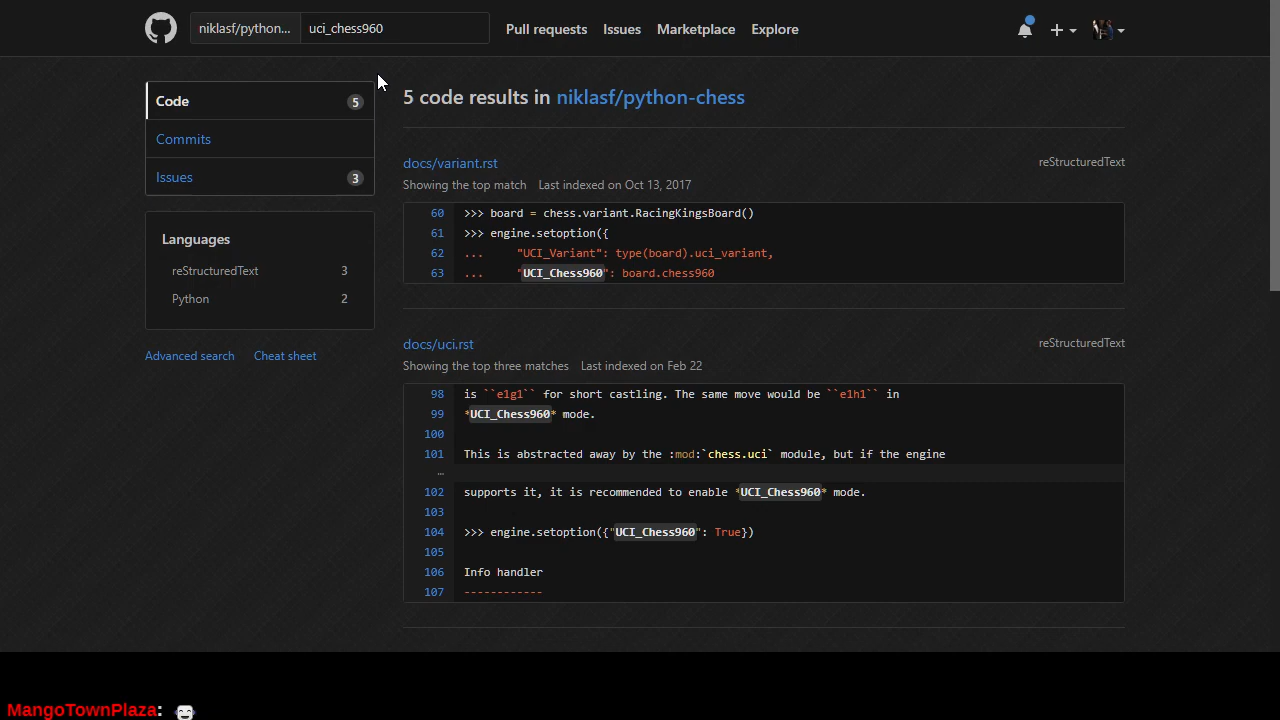 niklasf/python... uci_chess960 Pull requests Issues Marketplace Explore
Code 5
Commits
Issues 3
Languages
reStructuredText 3
Python 2
Advanced search Cheat sheet
5 code results in niklasf/python-chess
docs/variant.rst reStructuredText
Showing the top match Last indexed on Oct 13, 2017
60 >>> board = chess.variant.RacingKingsBoard()
61 >>> engine.setoption({
62 ... "UCI_Variant": type(board).uci_variant,
63 ... "UCI_Chess960": board.chess960
docs/uci.rst reStructuredText
Showing the top three matches Last indexed on Feb 22
98 is ``e1g1`` for short castling. The same move would be ``e1h1`` in
99 *UCI_Chess960* mode.
100
101 This is abstracted away by the :mod:`chess.uci` module, but if the engine
…
102 supports it, it is recommended to enable *UCI_Chess960* mode.
103
104 >>> engine.setoption({"UCI_Chess960": True})
105
106 Info handler
107 ------------
MangoTownPlaza: